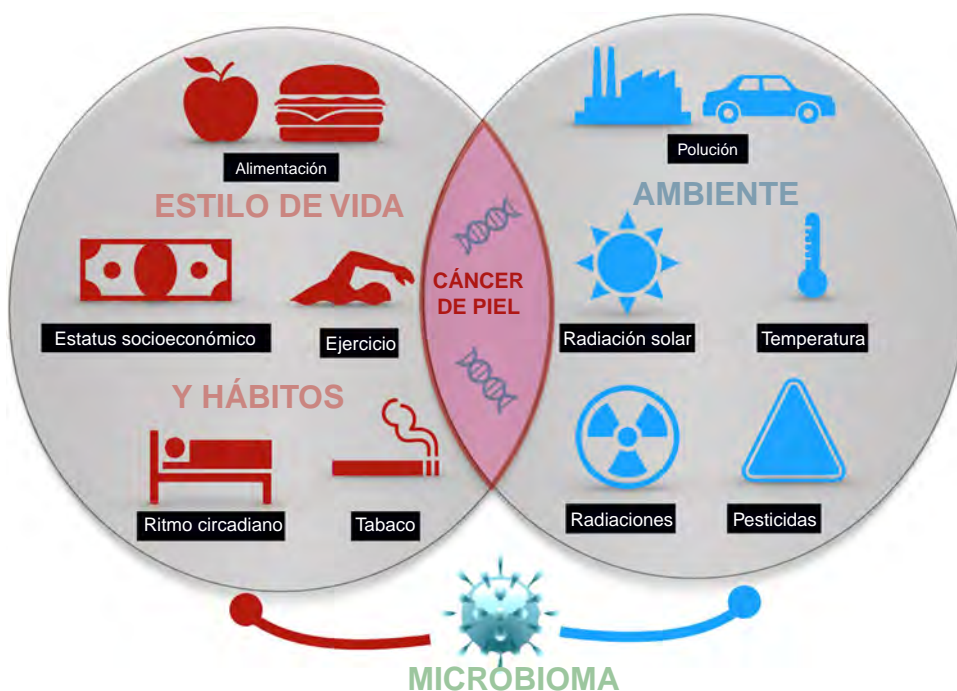 Alimentación
ESTILO DE VIDA
Estatus socioeconómico
Ejercicio
Y HÁBITOS
Ritmo circadiano
Tabaco
CÁNCER
DE PIEL
Polución
AMBIENTE
Radiación solar
Temperatura
Radiaciones
Pesticidas
MICROBIOMA